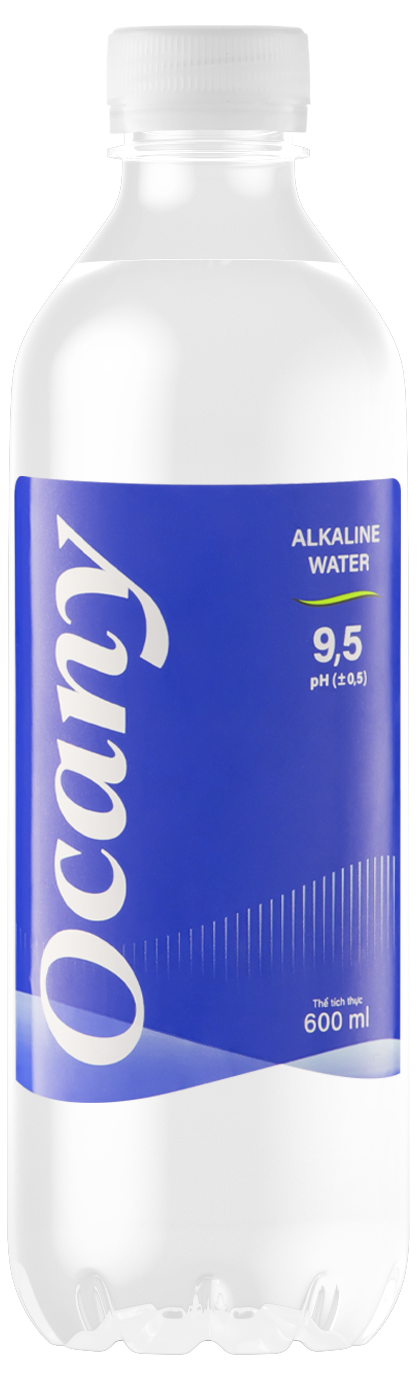 Ocany
ALKALINE
WATER
9,5
pH (±0,5)
Thể tích thực
600 ml